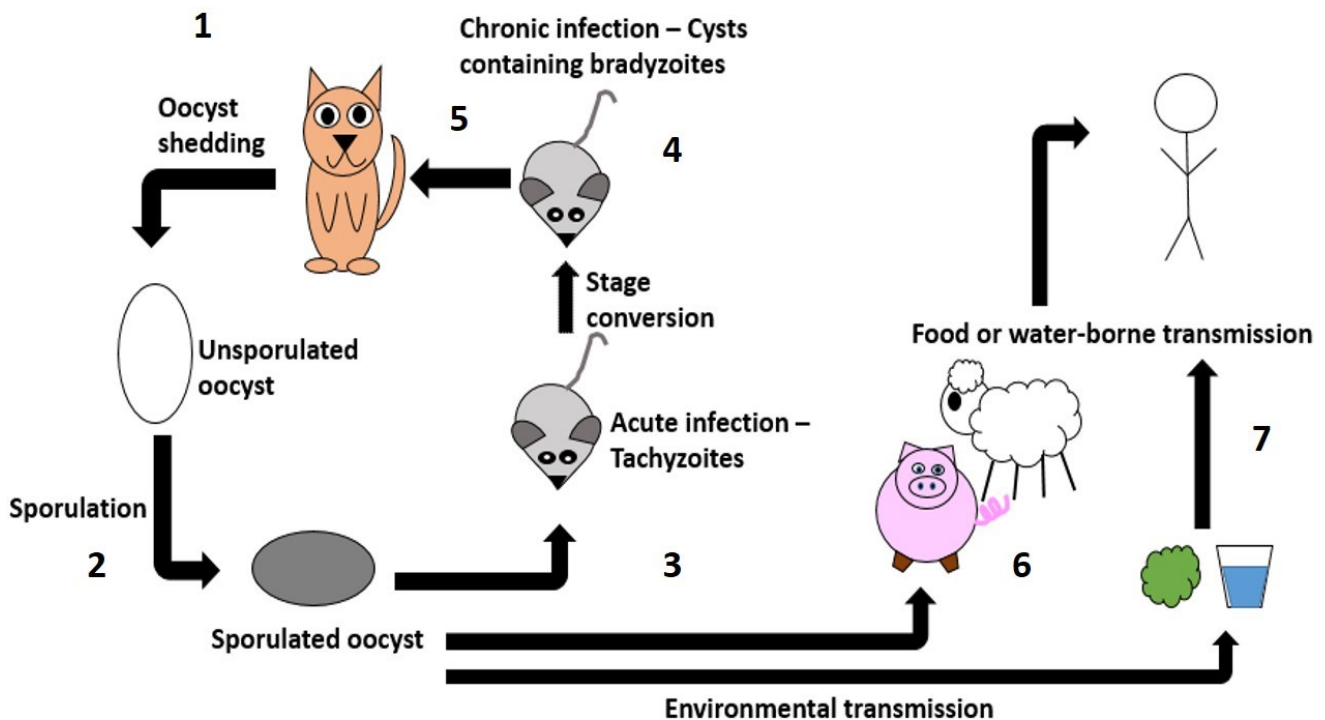 1
Chronic infection – Cysts
containing bradyzoites
Oocyst
shedding
5
4
Unsporulated
oocyst
Stage
conversion
Food or water-borne transmission
Acute infection –
Tachyzoites
7
Sporulation
2
3
6
Sporulated oocyst
Environmental transmission